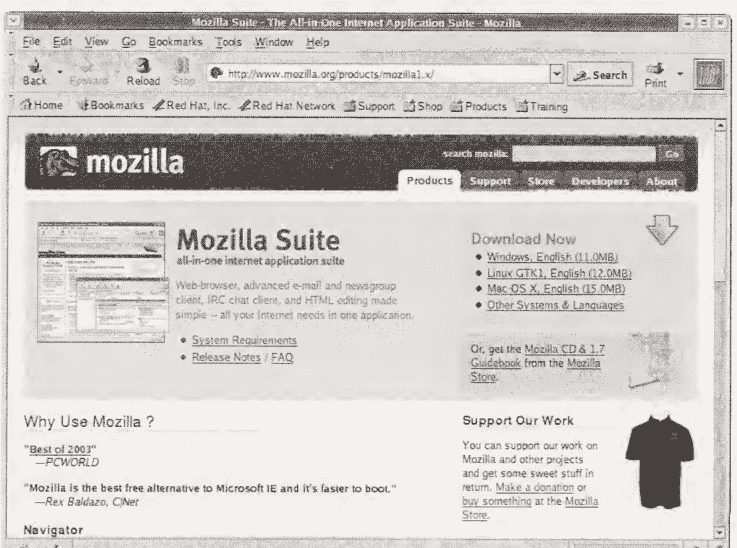 Mozilla Suite - The All-in-One Internet Application Suite - Mozilla
File Edit View Go Bookmarks Tools Window Help
Back Forward Reload Stop http://www.mozilla.org/products/mozilla1.x/ Search Print
Home Bookmarks Red Hat, Inc. Red Hat Network Support Shop Products Training
mozilla
search mozilla: Go
Products Support Store Developers About
Mozilla Suite
all-in-one internet application suite
Web-browser, advanced e-mail and newsgroup
client, IRC chat client, and HTML editing made
simple -- all your Internet needs in one application.
System Requirements
Release Notes / FAQ
Download Now
Windows, English (11.0MB)
Linux GTK1, English (12.0MB)
Mac OS X, English (15.0MB)
Other Systems & Languages
Or, get the Mozilla CD & 1.7
Guidebook from the Mozilla
Store.
Why Use Mozilla ?
"Best of 2003"
—PCWORLD
"Mozilla is the best free alternative to Microsoft IE and it's faster to boot."
—Rex Baldazo, C|Net
Navigator
Support Our Work
You can support our work on
Mozilla and other projects
and get some sweet stuff in
return. Make a donation or
buy something at the Mozilla
Store.